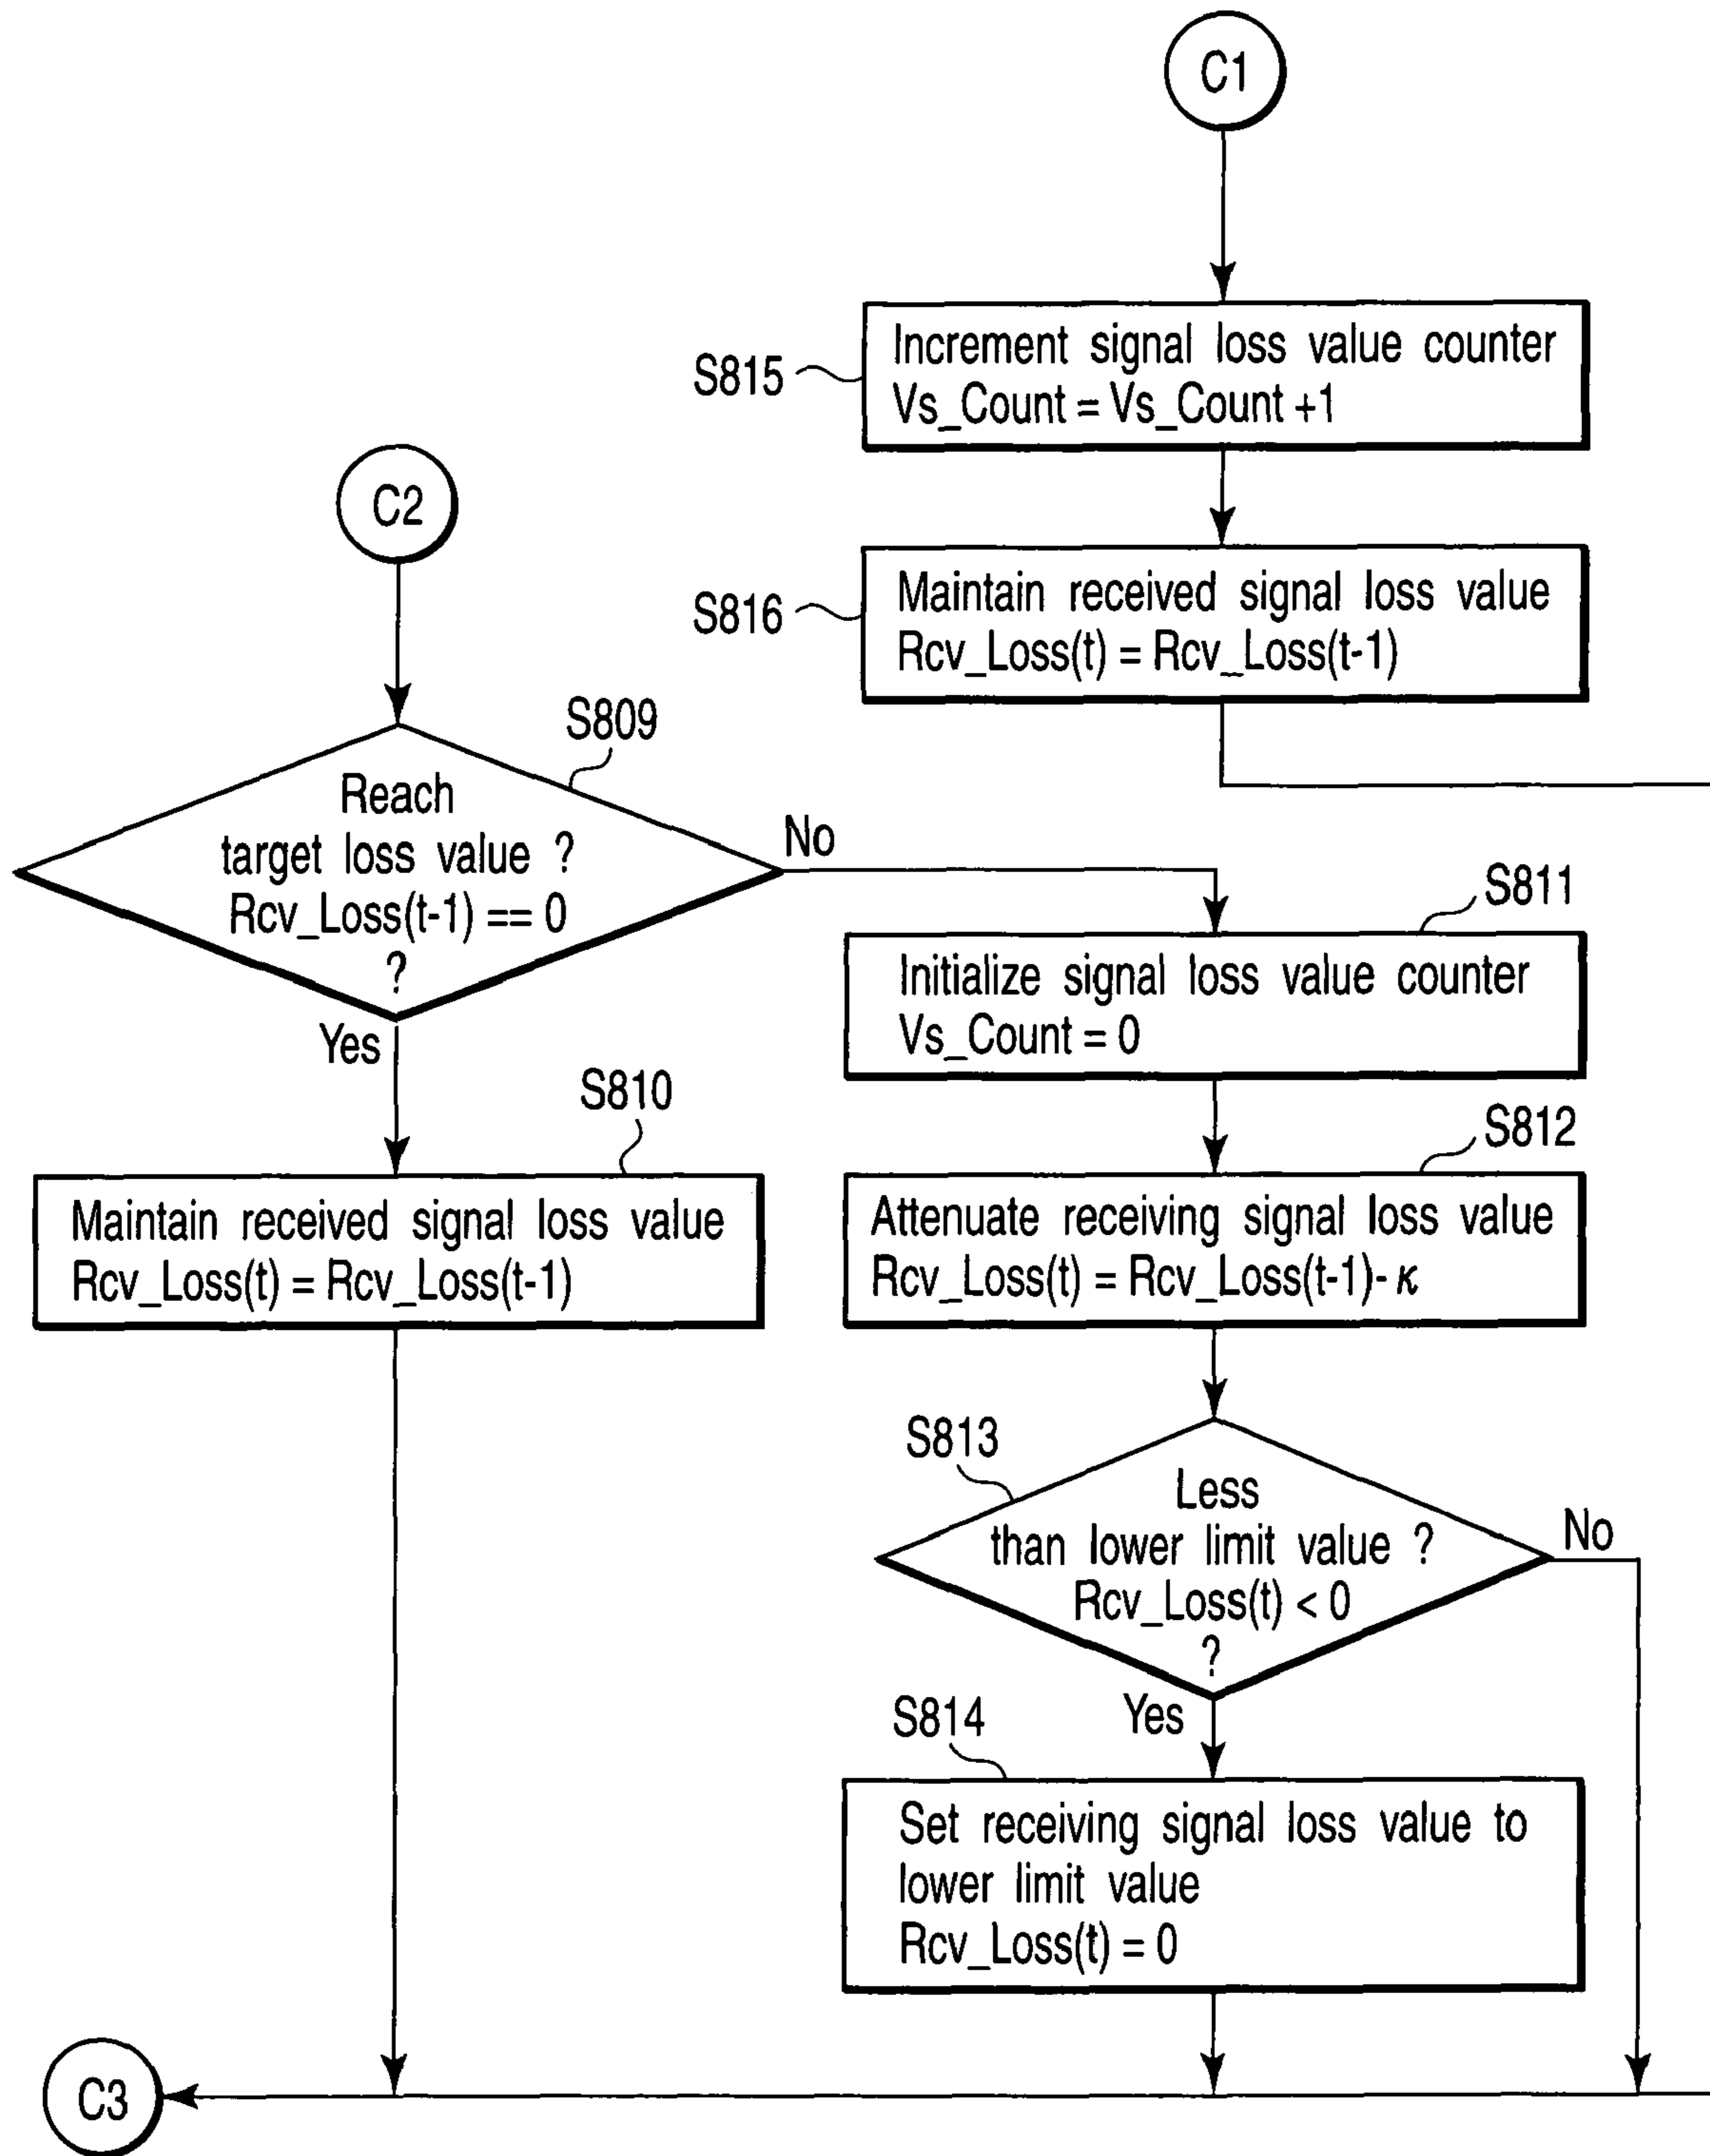 C1
S815
Increment signal loss value counter
Vs_Count = Vs_Count +1
C2
S816
Maintain received signal loss value
Rcv_Loss(t) = Rcv_Loss(t-1)
S809
Reach
target loss value ?
Rcv_Loss(t-1) == 0
?
No
Yes
S811
Initialize signal loss value counter
Vs_Count = 0
S810
Maintain received signal loss value
Rcv_Loss(t) = Rcv_Loss(t-1)
S812
Attenuate receiving signal loss value
Rcv_Loss(t) = Rcv_Loss(t-1)- κ
S813
Less
than lower limit value ?
Rcv_Loss(t) < 0
?
No
Yes
S814
Set receiving signal loss value to
lower limit value
Rcv_Loss(t) = 0
C3